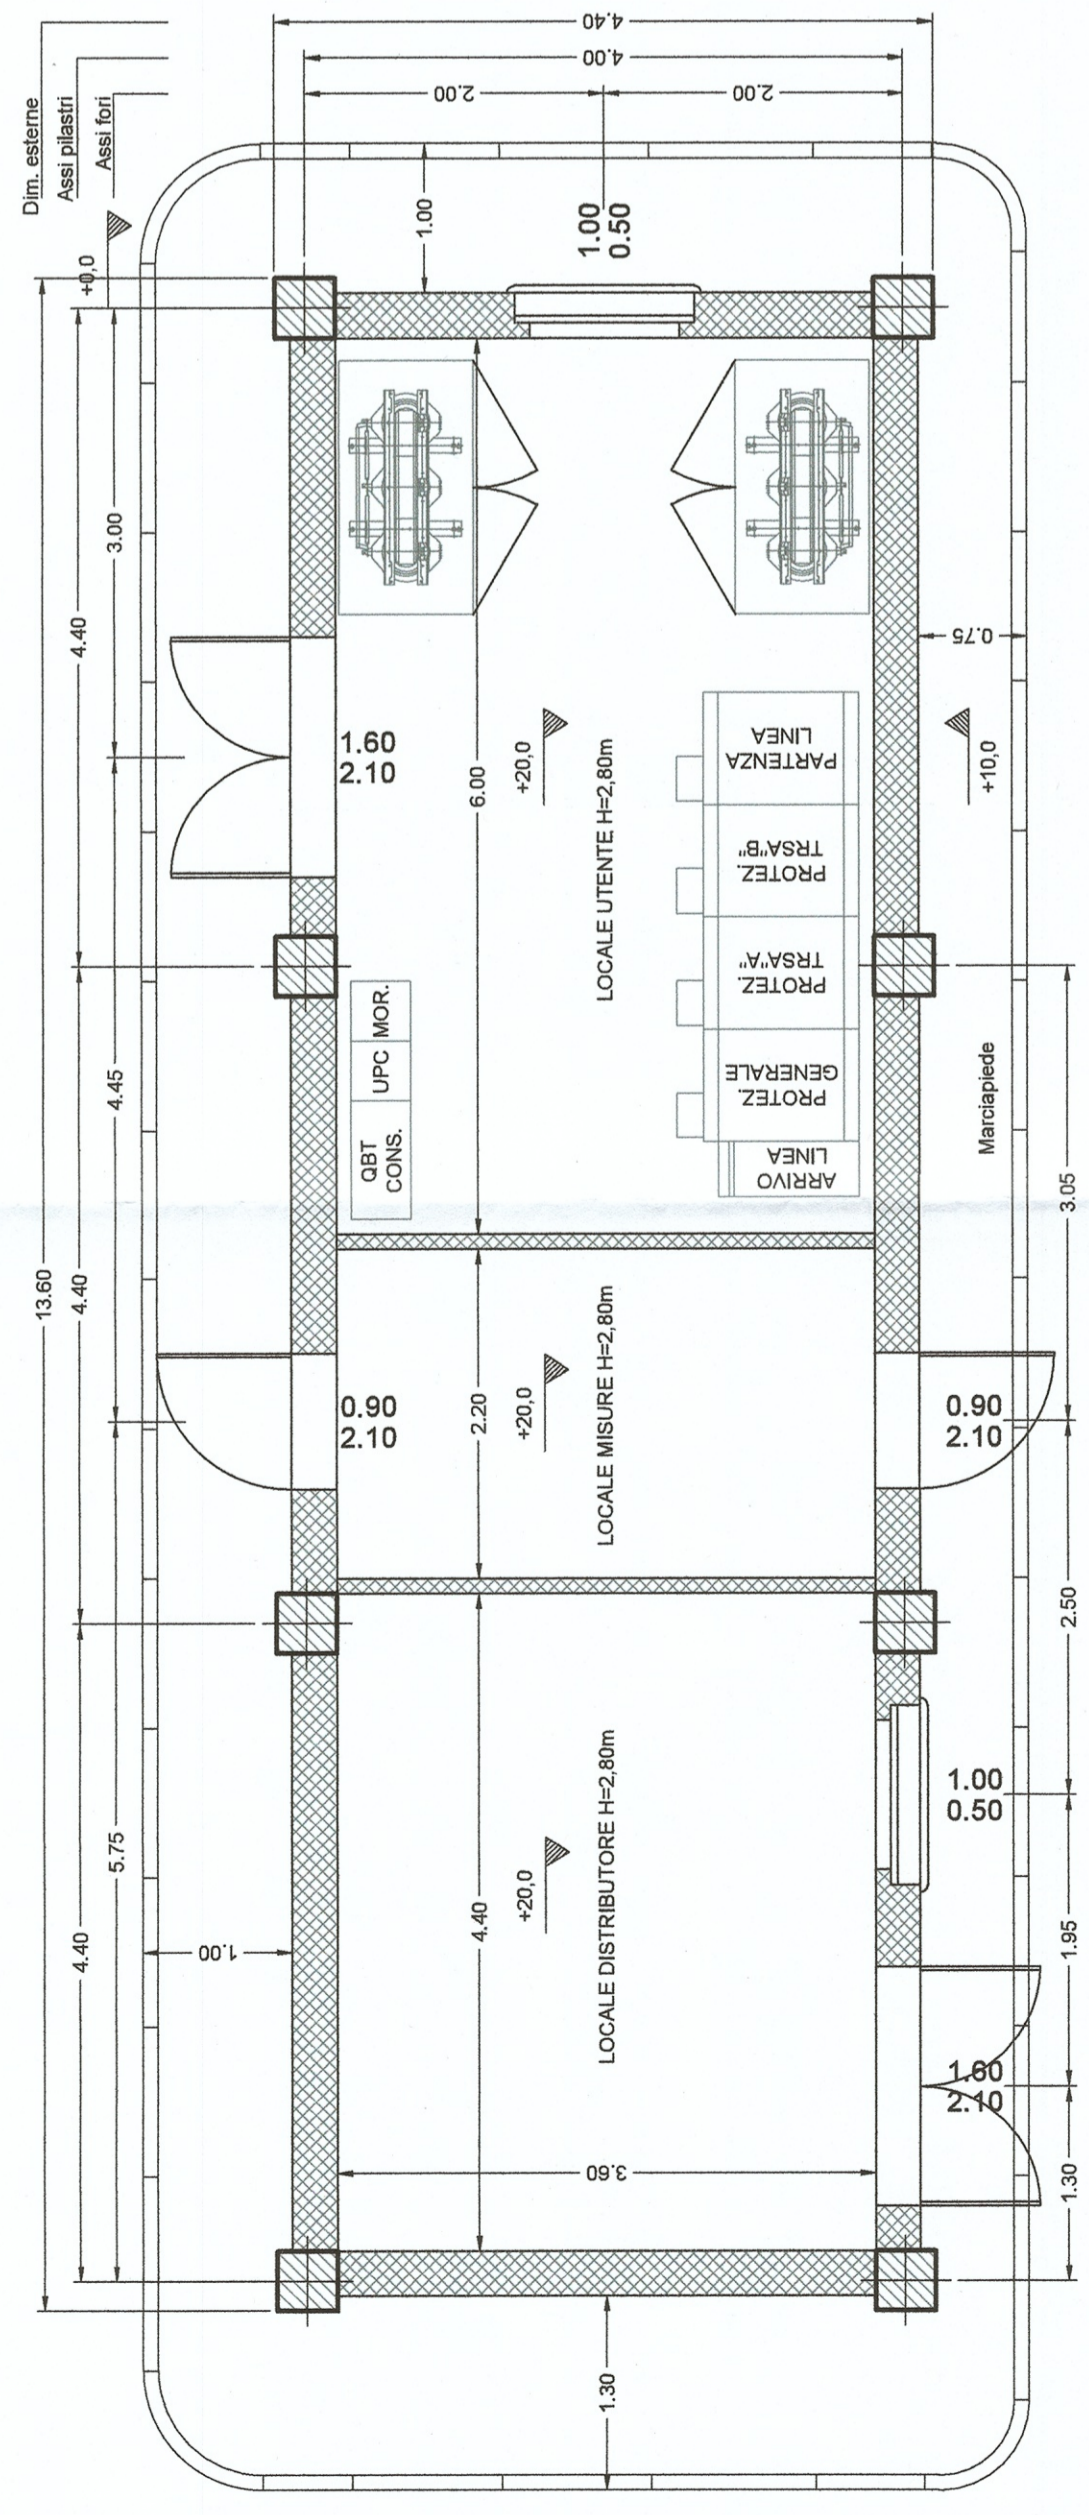 4.40
4.00
2.00
2.00
Dim. esterne
Assi pilastri
Assi fori
+0,0
1.00
1.00
0.50
3.00
4.40
0.75
1.60
2.10
6.00
+20,0
LOCALE UTENTE H=2,80m
PARTENZA
LINEA
PROTEZ.
TRSA"B"
PROTEZ.
TRSA"A"
PROTEZ.
GENERALE
ARRIVO
LINEA
+10,0
MOR.
UPC
QBT
CONS.
Marciapiede
4.45
3.05
13.60
4.40
0.90
2.10
2.20
+20,0
LOCALE MISURE H=2,80m
0.90
2.10
2.50
1.00
0.50
5.75
4.40
1.00
4.40
+20,0
LOCALE DISTRIBUTORE H=2,80m
1.95
1.60
2.10
3.60
1.30
1.30